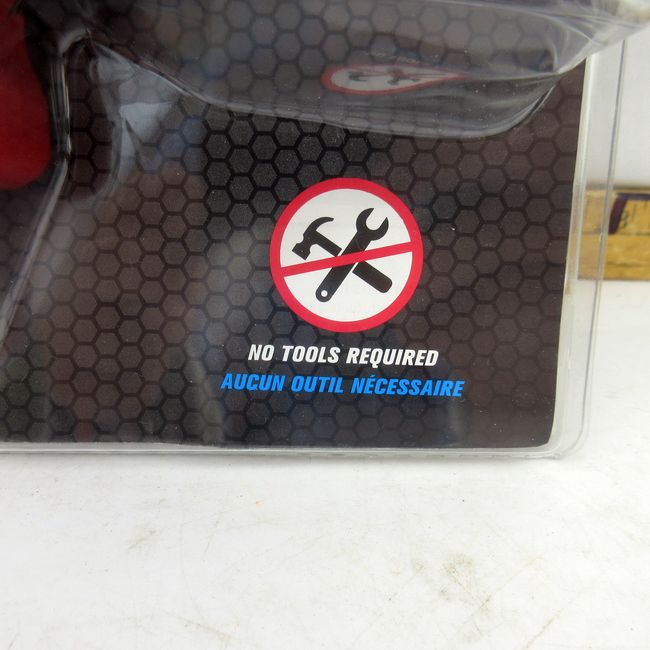 NO TOOLS REQUIRED
AUCUN OUTIL NÉCESSAIRE